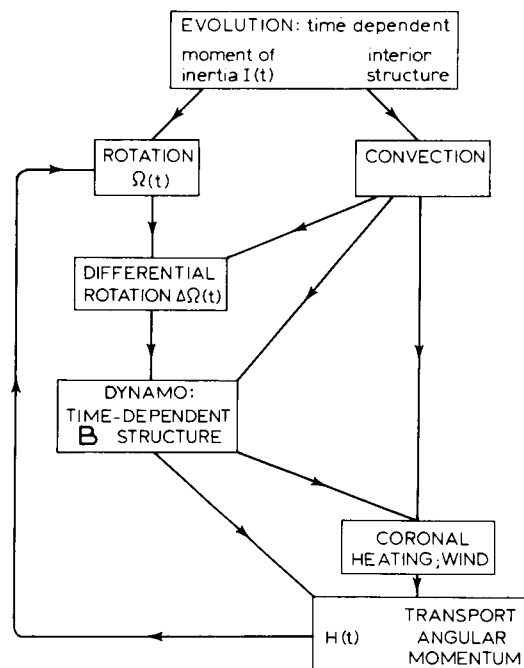 EVOLUTION: time dependent
moment of interior
inertia I(t) structure
ROTATION
Ω(t)
CONVECTION
DIFFERENTIAL
ROTATION ΔΩ(t)
DYNAMO:
TIME-DEPENDENT
B STRUCTURE
CORONAL
HEATING; WIND
H(t) TRANSPORT
ANGULAR
MOMENTUM